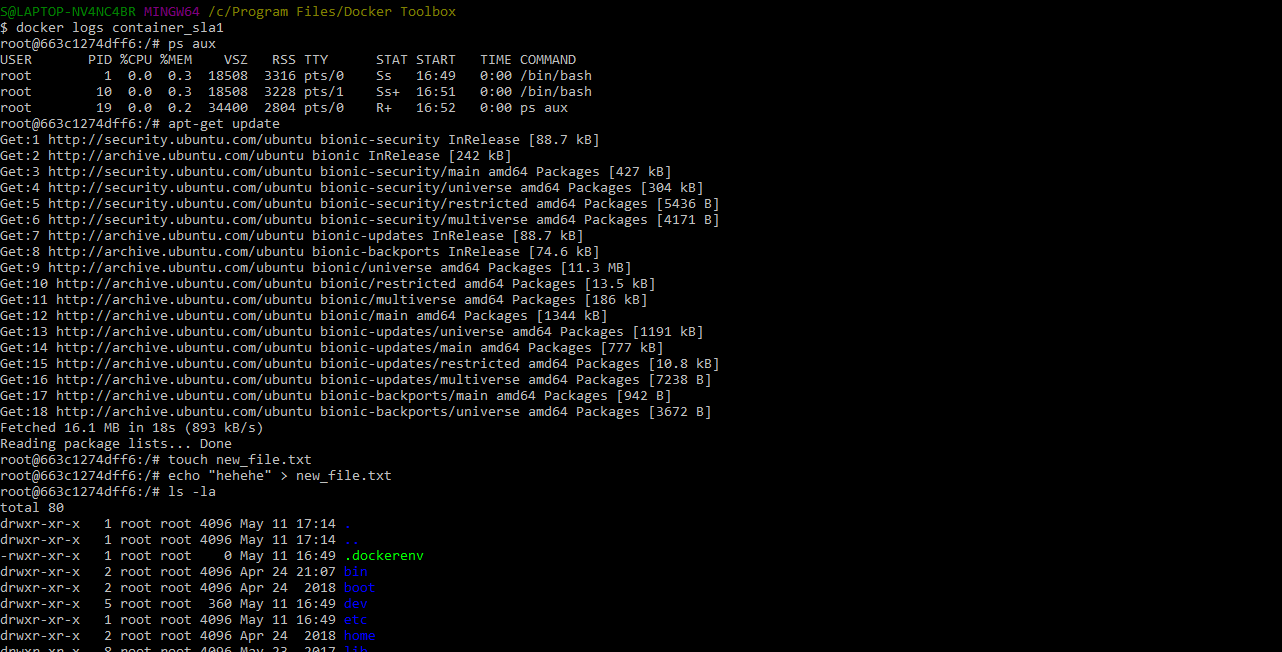 S@LAPTOP-NV4NC4BR MINGW64 /c/Program Files/Docker Toolbox
$ docker logs container_sla1
root@663c1274dff6:/# ps aux
USER       PID %CPU %MEM    VSZ   RSS TTY      STAT START   TIME COMMAND
root         1  0.0  0.3  18508  3316 pts/0    Ss   16:49   0:00 /bin/bash
root        10  0.0  0.3  18508  3228 pts/1    Ss+  16:51   0:00 /bin/bash
root        19  0.0  0.2  34400  2804 pts/0    R+   16:52   0:00 ps aux
root@663c1274dff6:/# apt-get update
Get:1 http://security.ubuntu.com/ubuntu bionic-security InRelease [88.7 kB]
Get:2 http://archive.ubuntu.com/ubuntu bionic InRelease [242 kB]
Get:3 http://security.ubuntu.com/ubuntu bionic-security/main amd64 Packages [427 kB]
Get:4 http://security.ubuntu.com/ubuntu bionic-security/universe amd64 Packages [304 kB]
Get:5 http://security.ubuntu.com/ubuntu bionic-security/restricted amd64 Packages [5436 B]
Get:6 http://security.ubuntu.com/ubuntu bionic-security/multiverse amd64 Packages [4171 B]
Get:7 http://archive.ubuntu.com/ubuntu bionic-updates InRelease [88.7 kB]
Get:8 http://archive.ubuntu.com/ubuntu bionic-backports InRelease [74.6 kB]
Get:9 http://archive.ubuntu.com/ubuntu bionic/universe amd64 Packages [11.3 MB]
Get:10 http://archive.ubuntu.com/ubuntu bionic/restricted amd64 Packages [13.5 kB]
Get:11 http://archive.ubuntu.com/ubuntu bionic/multiverse amd64 Packages [186 kB]
Get:12 http://archive.ubuntu.com/ubuntu bionic/main amd64 Packages [1344 kB]
Get:13 http://archive.ubuntu.com/ubuntu bionic-updates/universe amd64 Packages [1191 kB]
Get:14 http://archive.ubuntu.com/ubuntu bionic-updates/main amd64 Packages [777 kB]
Get:15 http://archive.ubuntu.com/ubuntu bionic-updates/restricted amd64 Packages [10.8 kB]
Get:16 http://archive.ubuntu.com/ubuntu bionic-updates/multiverse amd64 Packages [7238 B]
Get:17 http://archive.ubuntu.com/ubuntu bionic-backports/main amd64 Packages [942 B]
Get:18 http://archive.ubuntu.com/ubuntu bionic-backports/universe amd64 Packages [3672 B]
Fetched 16.1 MB in 18s (893 kB/s)
Reading package lists... Done
root@663c1274dff6:/# touch new_file.txt
root@663c1274dff6:/# echo "hehehe" > new_file.txt
root@663c1274dff6:/# ls -la
total 80
drwxr-xr-x   1 root root 4096 May 11 17:14 .
drwxr-xr-x   1 root root 4096 May 11 17:14 ..
-rwxr-xr-x   1 root root    0 May 11 16:49 .dockerenv
drwxr-xr-x   2 root root 4096 Apr 24 21:07 bin
drwxr-xr-x   2 root root 4096 Apr 24  2018 boot
drwxr-xr-x   5 root root  360 May 11 16:49 dev
drwxr-xr-x   1 root root 4096 May 11 16:49 etc
drwxr-xr-x   2 root root 4096 Apr 24  2018 home
drwxr-xr-x   8 root root 4096 May 23  2017 lib